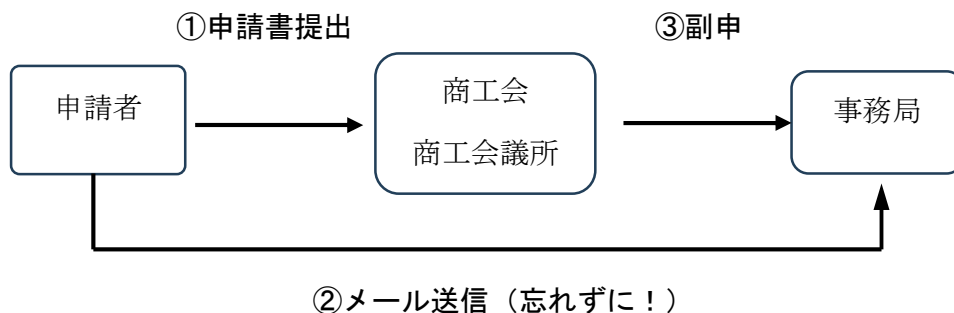 ①申請書提出
③副申
申請者
商工会
商工会議所
事務局
②メール送信（忘れずに！）